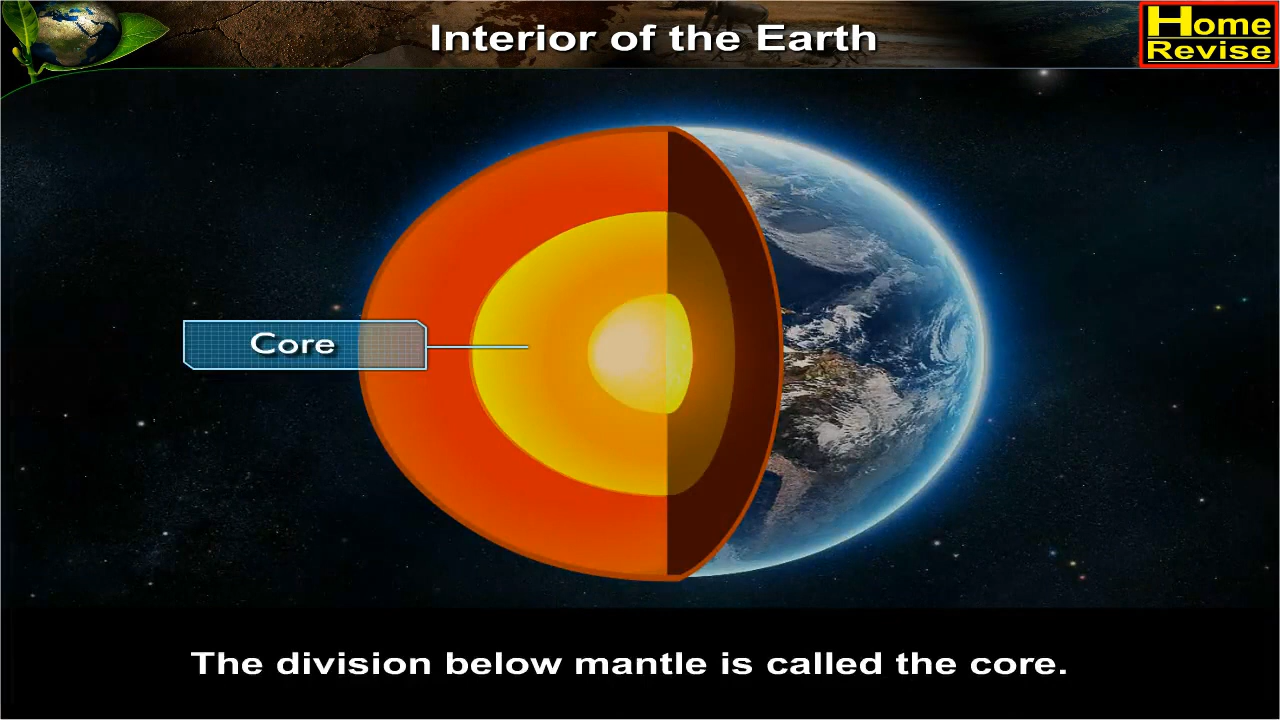 Interior of the Earth
Home
Revise
Core
The division below mantle is called the core.